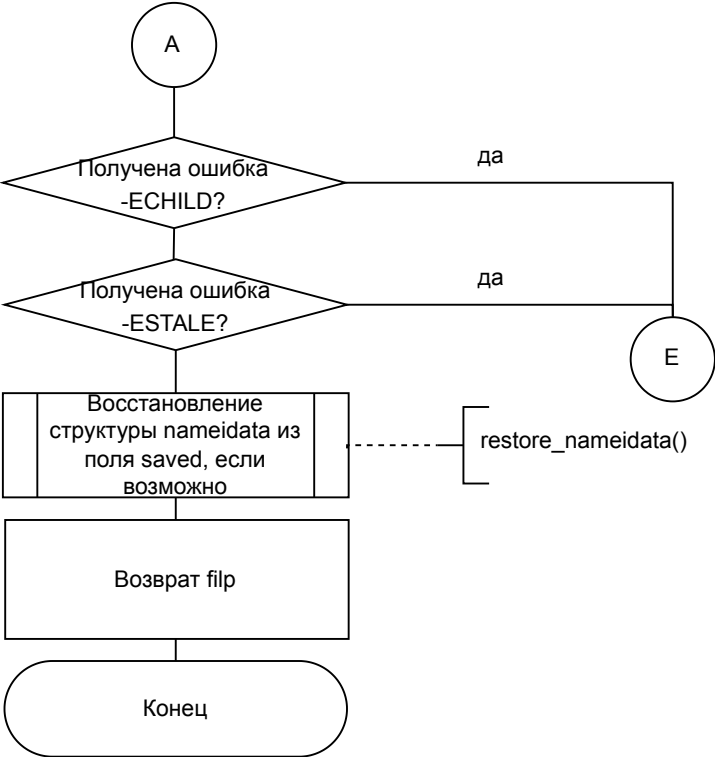 A
Получена ошибка
-ECHILD?
да
Получена ошибка
-ESTALE?
да
E
Восстановление
структуры nameidata из
поля saved, если
возможно
restore_nameidata()
Возврат filp
Конец